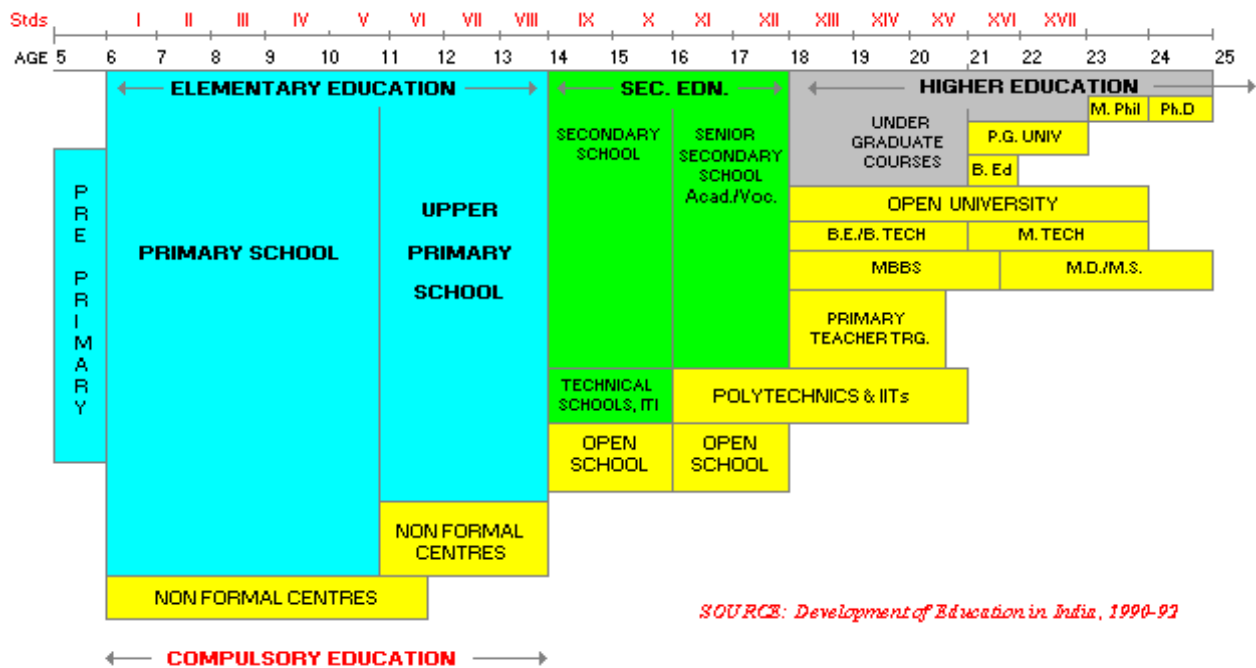 Stds I II III IV V VI VII VIII IX X XI XII XIII XIV XV XVI XVII
AGE 5 6 7 8 9 10 11 12 13 14 15 16 17 18 19 20 21 22 23 24 25
ELEMENTARY EDUCATION
SEC. EDN.
HIGHER EDUCATION
PRE PRIMARY
PRIMARY SCHOOL
UPPER
PRIMARY
SCHOOL
SECONDARY
SCHOOL
SENIOR
SECONDARY
SCHOOL
Acad./Voc.
UNDER
GRADUATE
COURSES
M. Phil
Ph.D
P.G. UNIV
B. Ed
OPEN UNIVERSITY
B.E./B. TECH
M. TECH
MBBS
M.D./M.S.
PRIMARY
TEACHER TRG.
TECHNICAL
SCHOOLS, ITI
POLYTECHNICS & IITs
OPEN
SCHOOL
OPEN
SCHOOL
NON FORMAL
CENTRES
NON FORMAL CENTRES
SOURCE: Development of Education in India, 1990-92
COMPULSORY EDUCATION